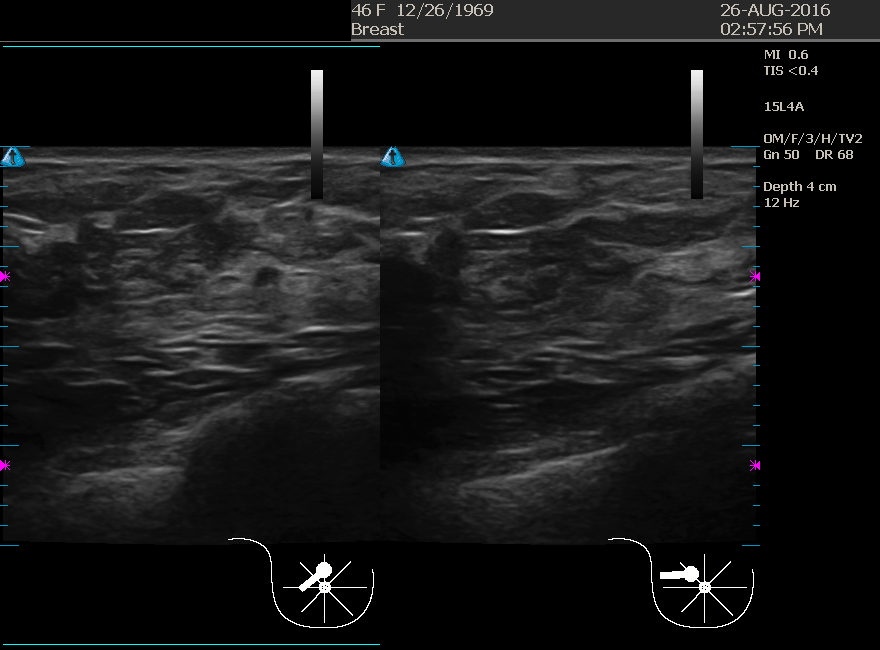 46 F 12/26/1969
26-AUG-2016
Breast
02:57:56 PM
MI 0.6
TIS <0.4
15L4A
OM/F/3/H/TV2
Gn 50 DR 68
Depth 4 cm
12 Hz